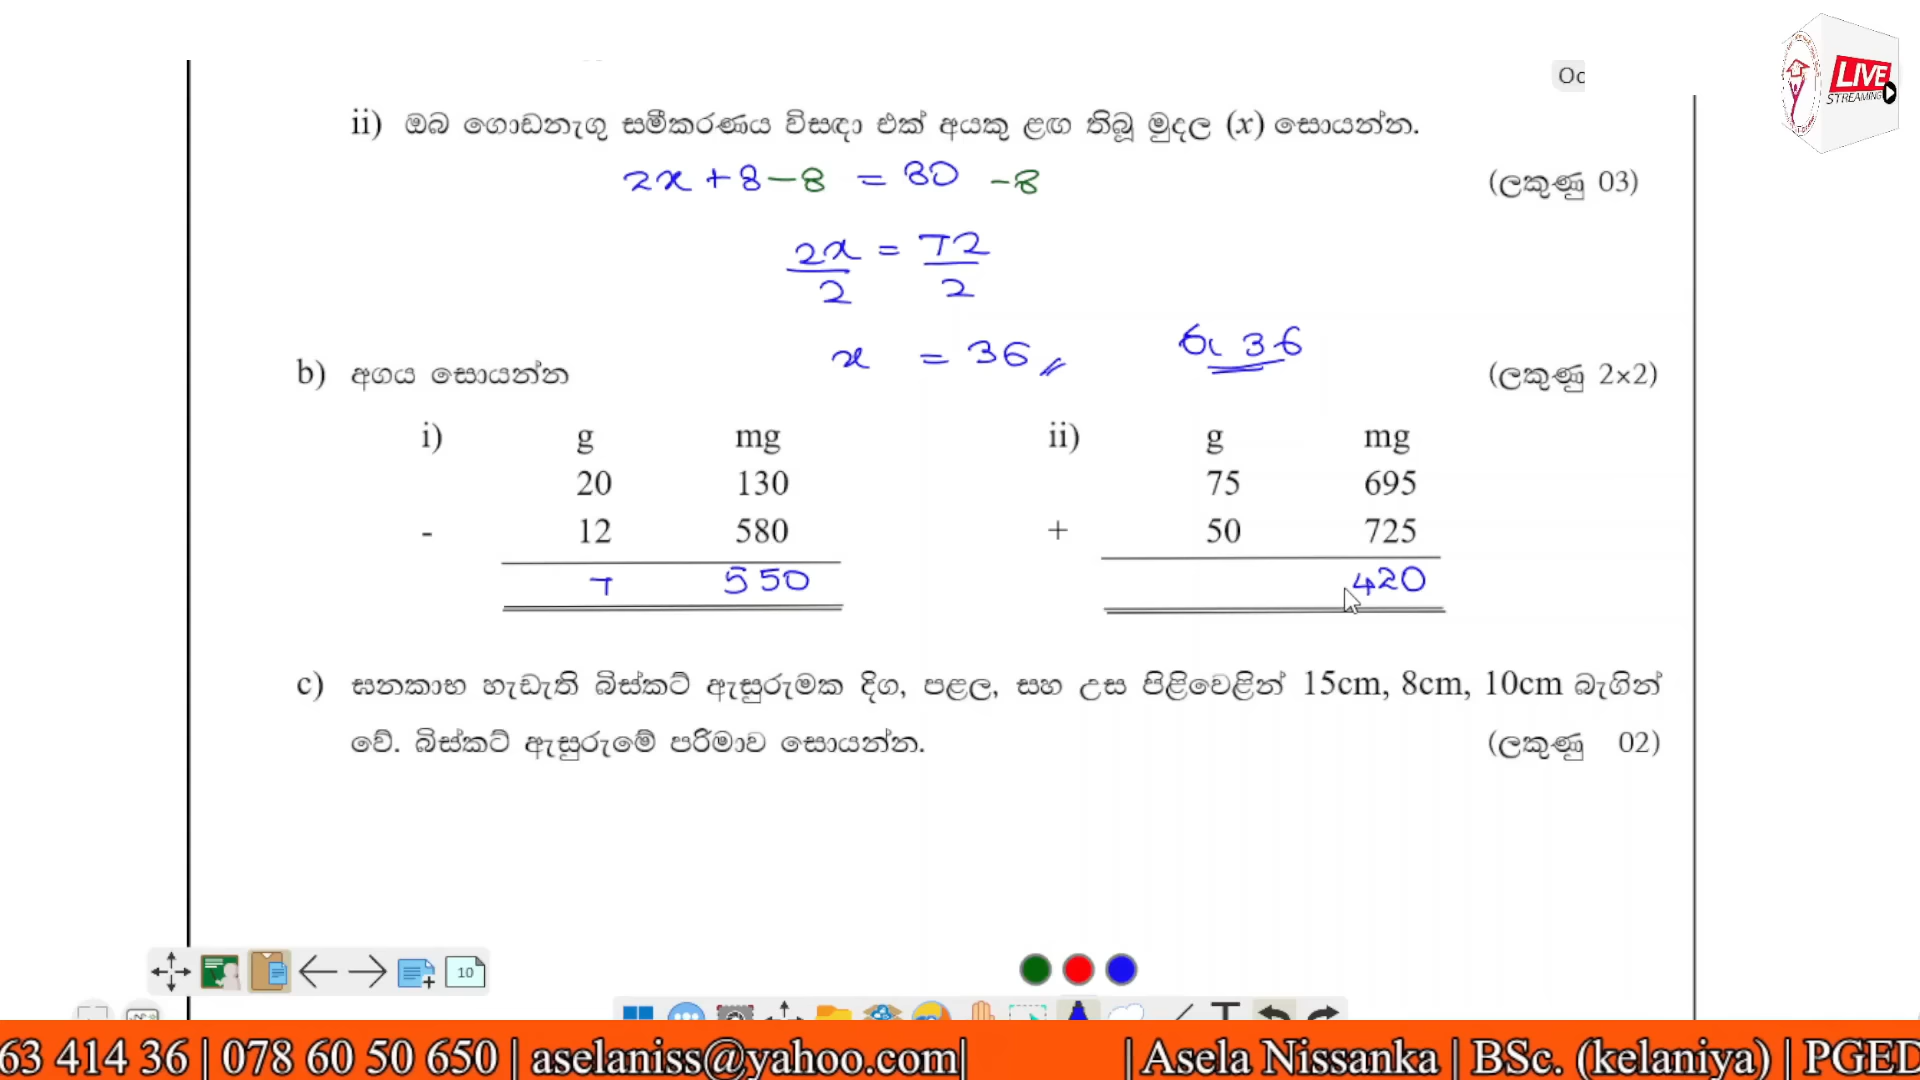 Oc
LIVE
STREAMING
ii) ඔබ ගොඩනැගු සමීකරණය විසඳා එක් අයකු ළඟ තිබූ මුදල (x) සොයන්න.
2x + 8 - 8 = 80 - 8
(ලකුණු 03)
2x/2 = 72/2
x = 36 රු 36
b) අගය සොයන්න
(ලකුණු 2×2)
i) g mg ii) g mg
20 130 75 695
- 12 580 + 50 725
7 550 420
c) ඝනකාභ හැඩැති බිස්කට් ඇසුරුමක දිග, පළල, සහ උස පිළිවෙළින් 15cm, 8cm, 10cm බැගින්
වේ. බිස්කට් ඇසුරුමේ පරිමාව සොයන්න. (ලකුණු 02)
10
63 414 36 | 078 60 50 650 | aselaniss@yahoo.com| | Asela Nissanka | BSc. (kelaniya) | PGED